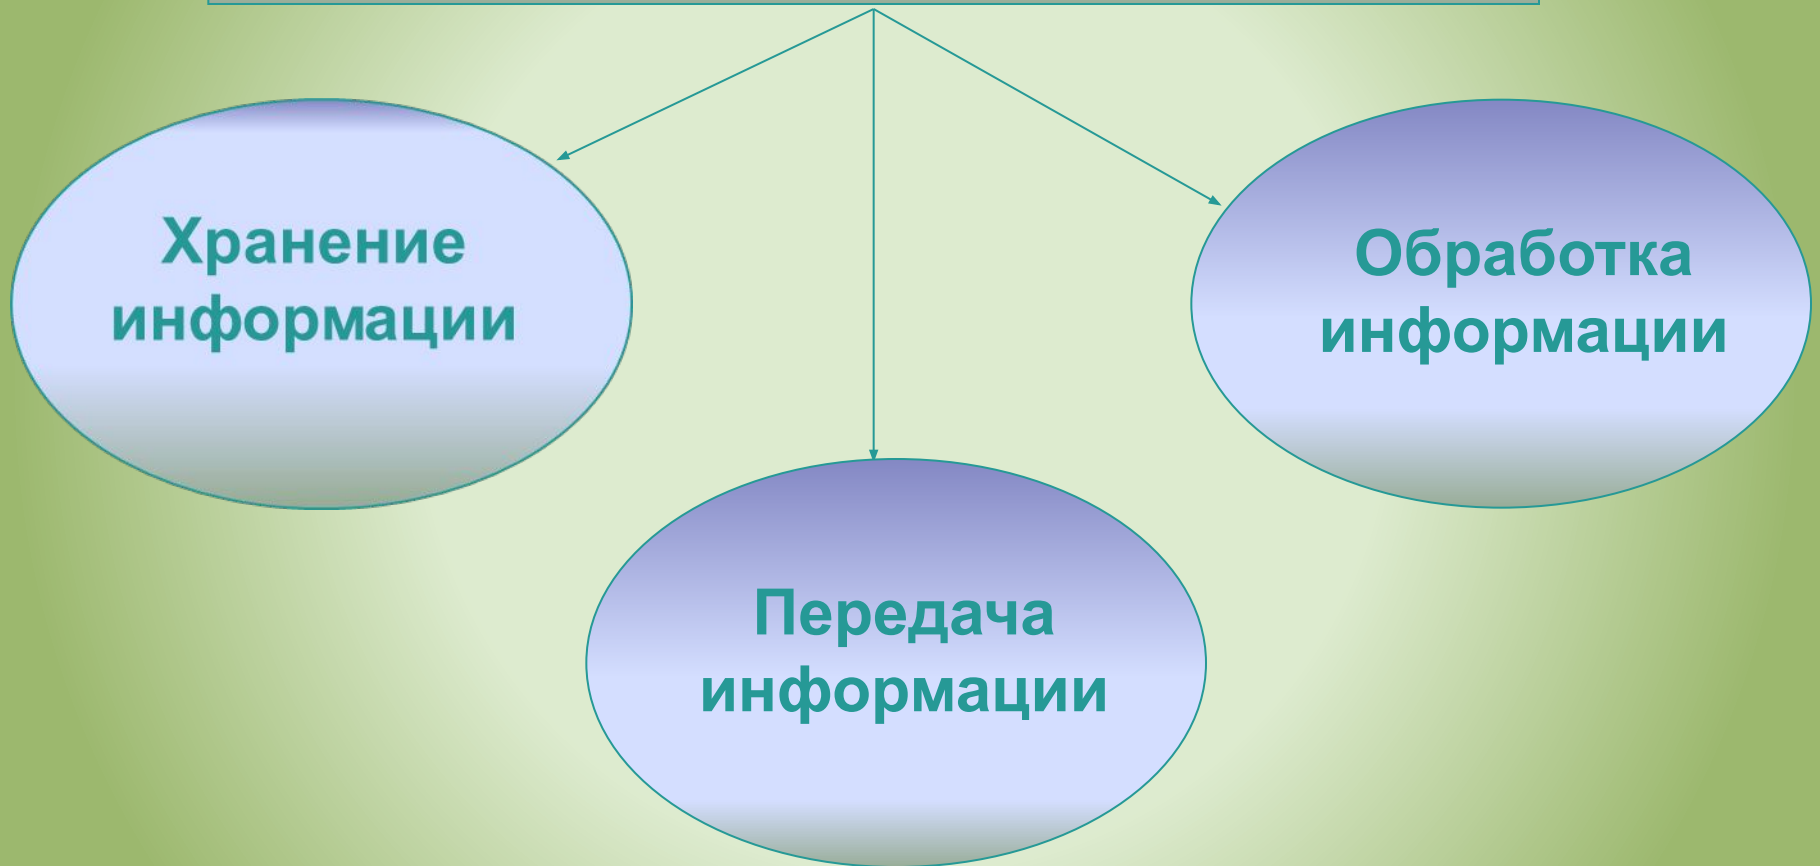 Хранение
информации
Обработка
информации
Передача
информации